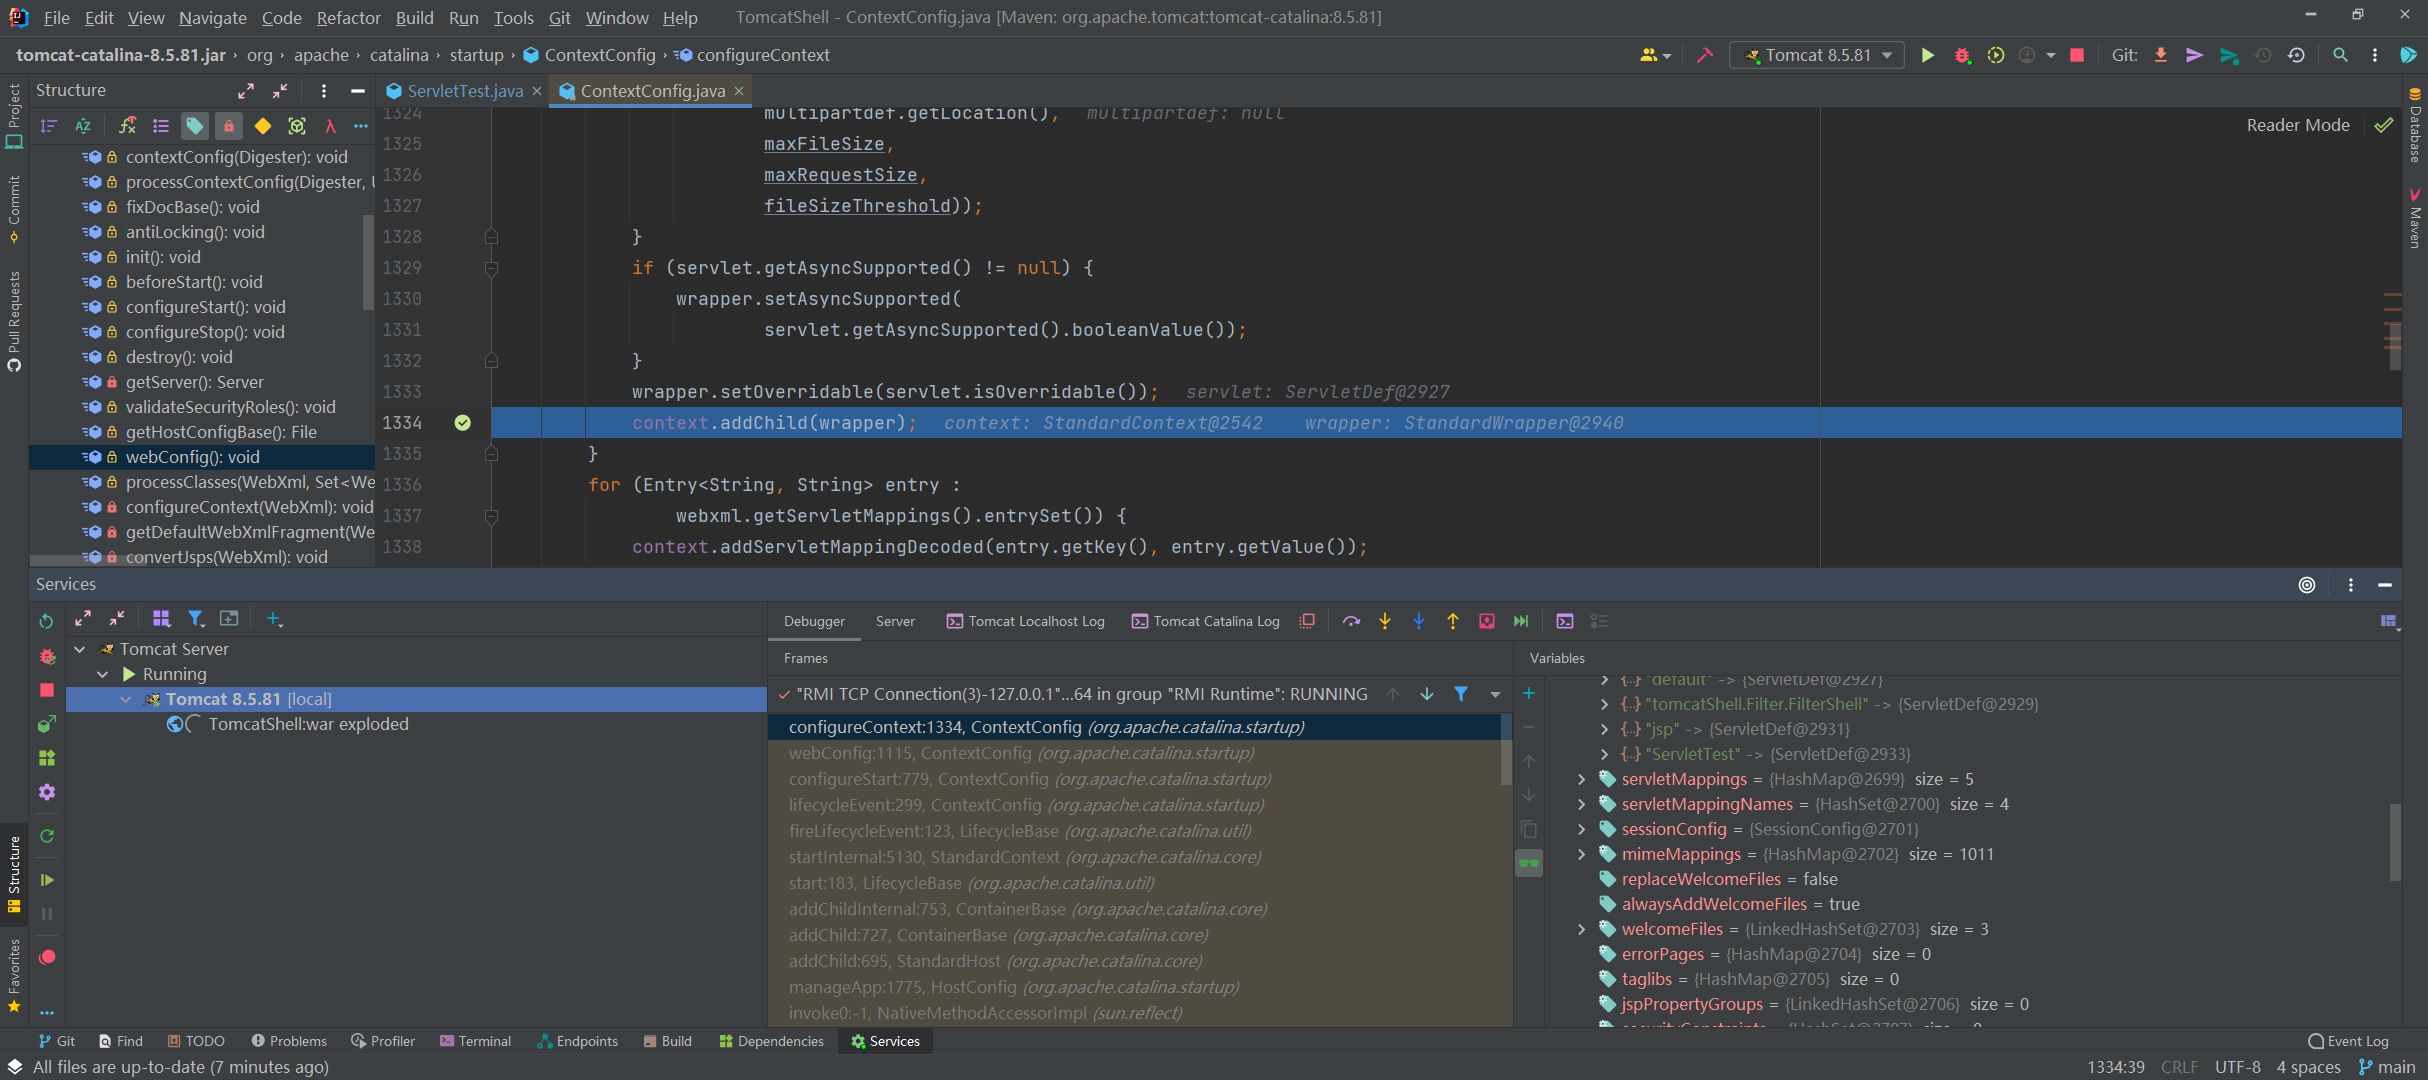 File Edit View Navigate Code Refactor Build Run Tools Git Window Help TomcatShell - ContextConfig.java [Maven: org.apache.tomcat:tomcat-catalina:8.5.81]
tomcat-catalina-8.5.81.jar › org › apache › catalina › startup › ContextConfig › configureContext
Tomcat 8.5.81
Git:
Project
Commit
Pull Requests
Structure
Favorites
Database
Maven
Structure
contextConfig(Digester): void
processContextConfig(Digester, U
fixDocBase(): void
antiLocking(): void
init(): void
beforeStart(): void
configureStart(): void
configureStop(): void
destroy(): void
getServer(): Server
validateSecurityRoles(): void
getHostConfigBase(): File
webConfig(): void
processClasses(WebXml, Set<We
configureContext(WebXml): void
getDefaultWebXmlFragment(We
convertJsps(WebXml): void
ServletTest.java
ContextConfig.java
Reader Mode
1324 multipartdef.getLocation(), multipartdef: null
1325 maxFileSize,
1326 maxRequestSize,
1327 fileSizeThreshold));
1328 }
1329 if (servlet.getAsyncSupported() != null) {
1330 wrapper.setAsyncSupported(
1331 servlet.getAsyncSupported().booleanValue());
1332 }
1333 wrapper.setOverridable(servlet.isOverridable()); servlet: ServletDef@2927
1334 context.addChild(wrapper); context: StandardContext@2542 wrapper: StandardWrapper@2940
1335 }
1336 for (Entry<String, String> entry :
1337 webxml.getServletMappings().entrySet()) {
1338 context.addServletMappingDecoded(entry.getKey(), entry.getValue());
Services
Tomcat Server
Running
Tomcat 8.5.81 [local]
TomcatShell:war exploded
Debugger Server Tomcat Localhost Log Tomcat Catalina Log
Frames
"RMI TCP Connection(3)-127.0.0.1"...64 in group "RMI Runtime": RUNNING
configureContext:1334, ContextConfig (org.apache.catalina.startup)
webConfig:1115, ContextConfig (org.apache.catalina.startup)
configureStart:779, ContextConfig (org.apache.catalina.startup)
lifecycleEvent:299, ContextConfig (org.apache.catalina.startup)
fireLifecycleEvent:123, LifecycleBase (org.apache.catalina.util)
startInternal:5130, StandardContext (org.apache.catalina.core)
start:183, LifecycleBase (org.apache.catalina.util)
addChildInternal:753, ContainerBase (org.apache.catalina.core)
addChild:727, ContainerBase (org.apache.catalina.core)
addChild:695, StandardHost (org.apache.catalina.core)
manageApp:1775, HostConfig (org.apache.catalina.startup)
invoke0:-1, NativeMethodAccessorImpl (sun.reflect)
Variables
"default" -> {ServletDef@2927}
"tomcatShell.Filter.FilterShell" -> {ServletDef@2929}
"jsp" -> {ServletDef@2931}
"ServletTest" -> {ServletDef@2933}
servletMappings = {HashMap@2699} size = 5
servletMappingNames = {HashSet@2700} size = 4
sessionConfig = {SessionConfig@2701}
mimeMappings = {HashMap@2702} size = 1011
replaceWelcomeFiles = false
alwaysAddWelcomeFiles = true
welcomeFiles = {LinkedHashSet@2703} size = 3
errorPages = {HashMap@2704} size = 0
taglibs = {HashMap@2705} size = 0
jspPropertyGroups = {LinkedHashSet@2706} size = 0
securityConstraints = {HashSet@2707} size = 0
Git Find TODO Problems Profiler Terminal Endpoints Build Dependencies Services Event Log
All files are up-to-date (7 minutes ago) 1334:39 CRLF UTF-8 4 spaces main